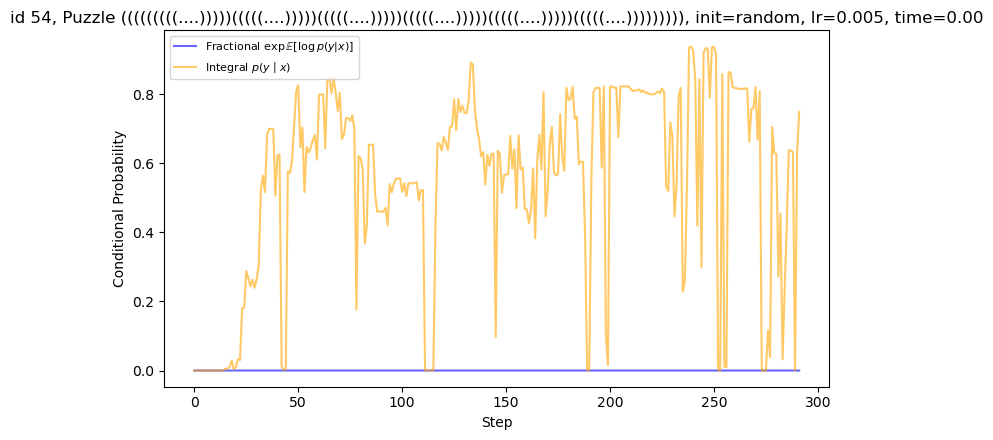 id 54, Puzzle (((((((((....)))))(((((....)))))(((((....)))))(((((....)))))(((((....)))))(((((....))))))))), init=random, lr=0.005, time=0.00
Fractional exp𝔼[log p(y|x)]
Integral p(y | x)
Conditional Probability
0.8
0.6
0.4
0.2
0.0
0 50 100 150 200 250 300
Step